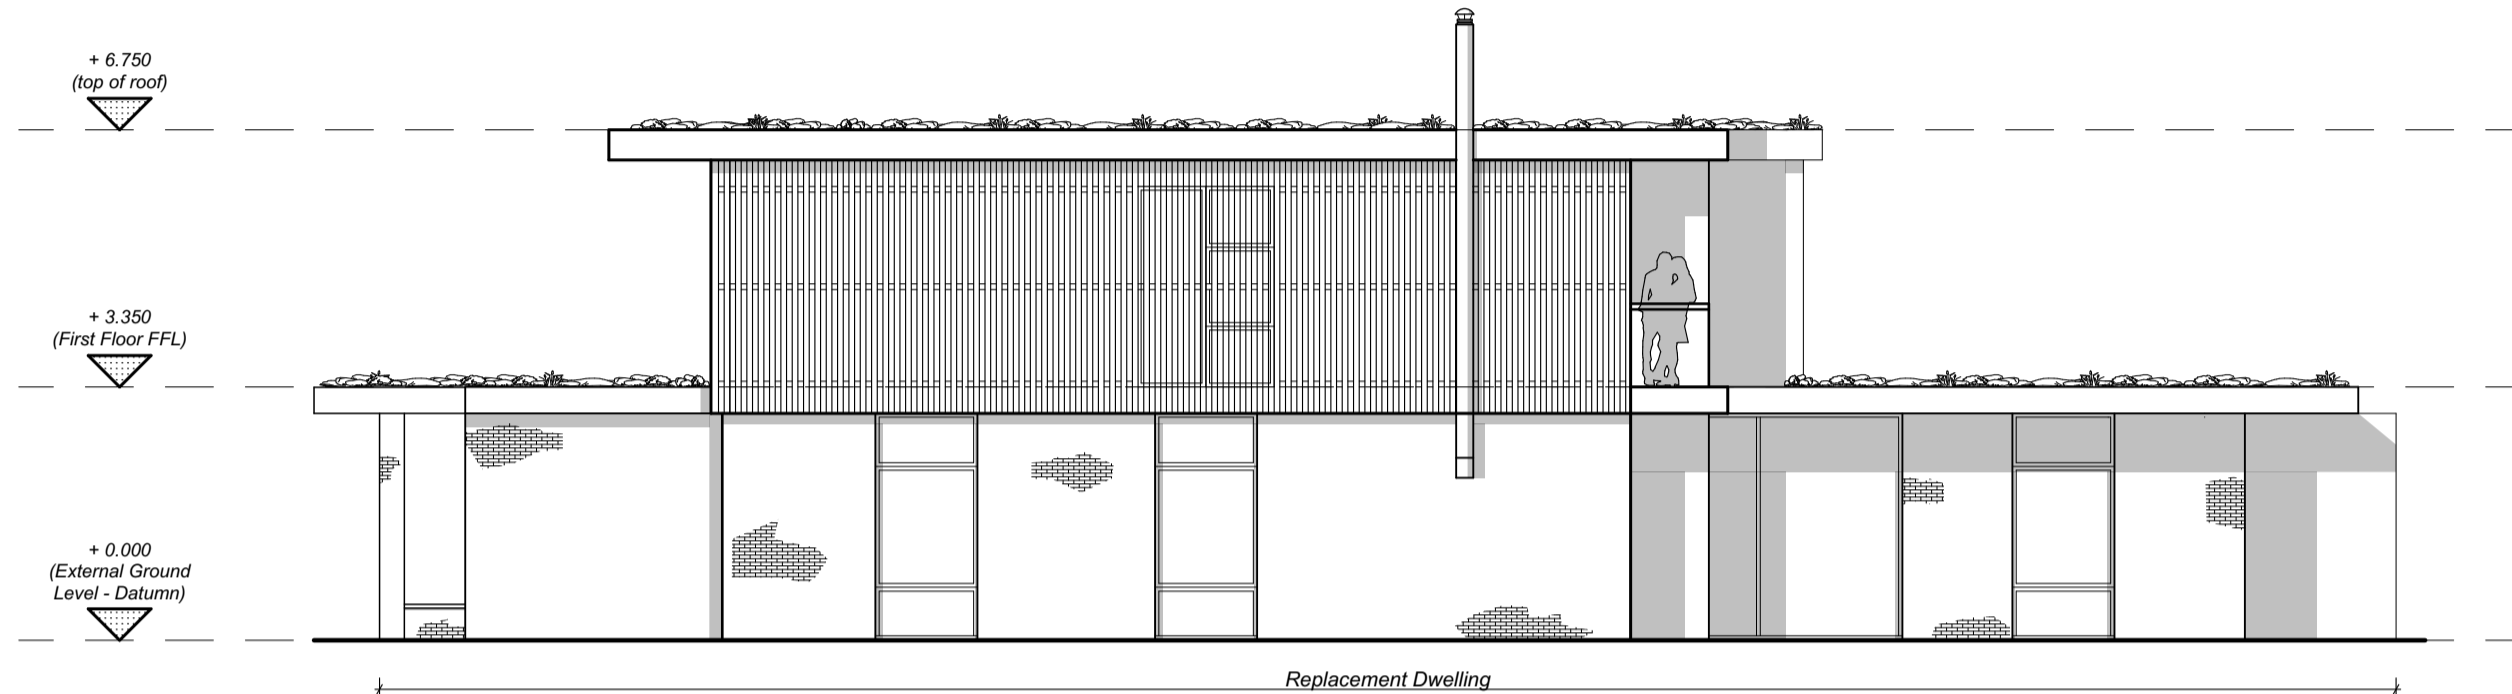 + 6.750
(top of roof)
+ 3.350
(First Floor FFL)
+ 0.000
(External Ground
Level - Datumn)
Replacement Dwelling